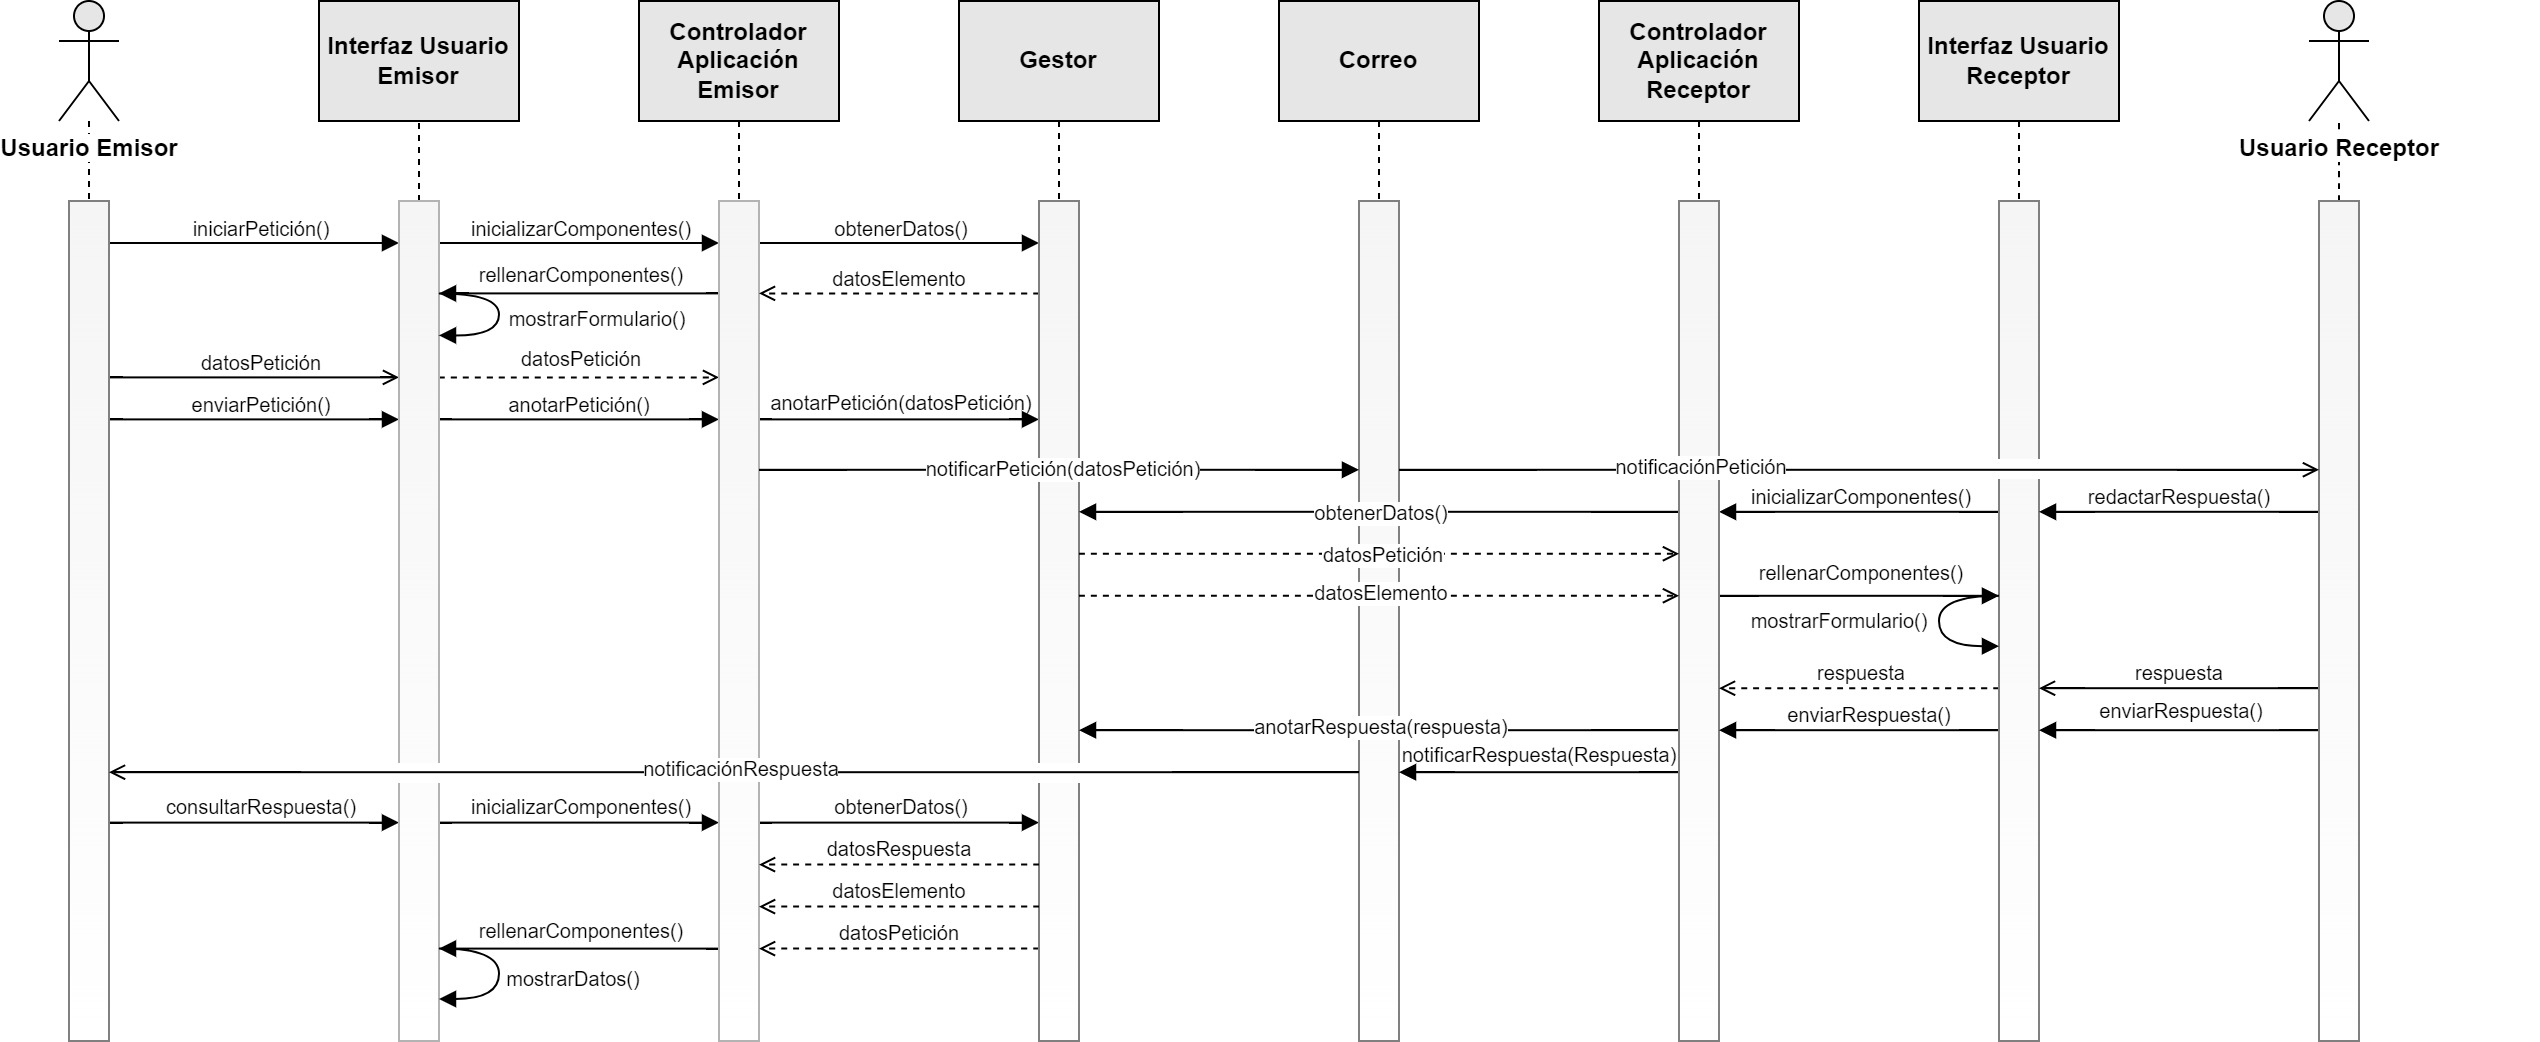 Interfaz Usuario
Emisor
Controlador
Aplicación
Emisor
Gestor
Correo
Controlador
Aplicación
Receptor
Interfaz Usuario
Receptor
Usuario Emisor
Usuario Receptor
iniciarPetición()
inicializarComponentes()
obtenerDatos()
rellenarComponentes()
datosElemento
mostrarFormulario()
datosPetición
datosPetición
enviarPetición()
anotarPetición()
anotarPetición(datosPetición)
notificarPetición(datosPetición)
notificaciónPetición
obtenerDatos()
inicializarComponentes()
redactarRespuesta()
datosPetición
datosElemento
rellenarComponentes()
mostrarFormulario()
respuesta
respuesta
anotarRespuesta(respuesta)
enviarRespuesta()
enviarRespuesta()
notificarRespuesta(Respuesta)
notificaciónRespuesta
consultarRespuesta()
inicializarComponentes()
obtenerDatos()
datosRespuesta
datosElemento
rellenarComponentes()
datosPetición
mostrarDatos()